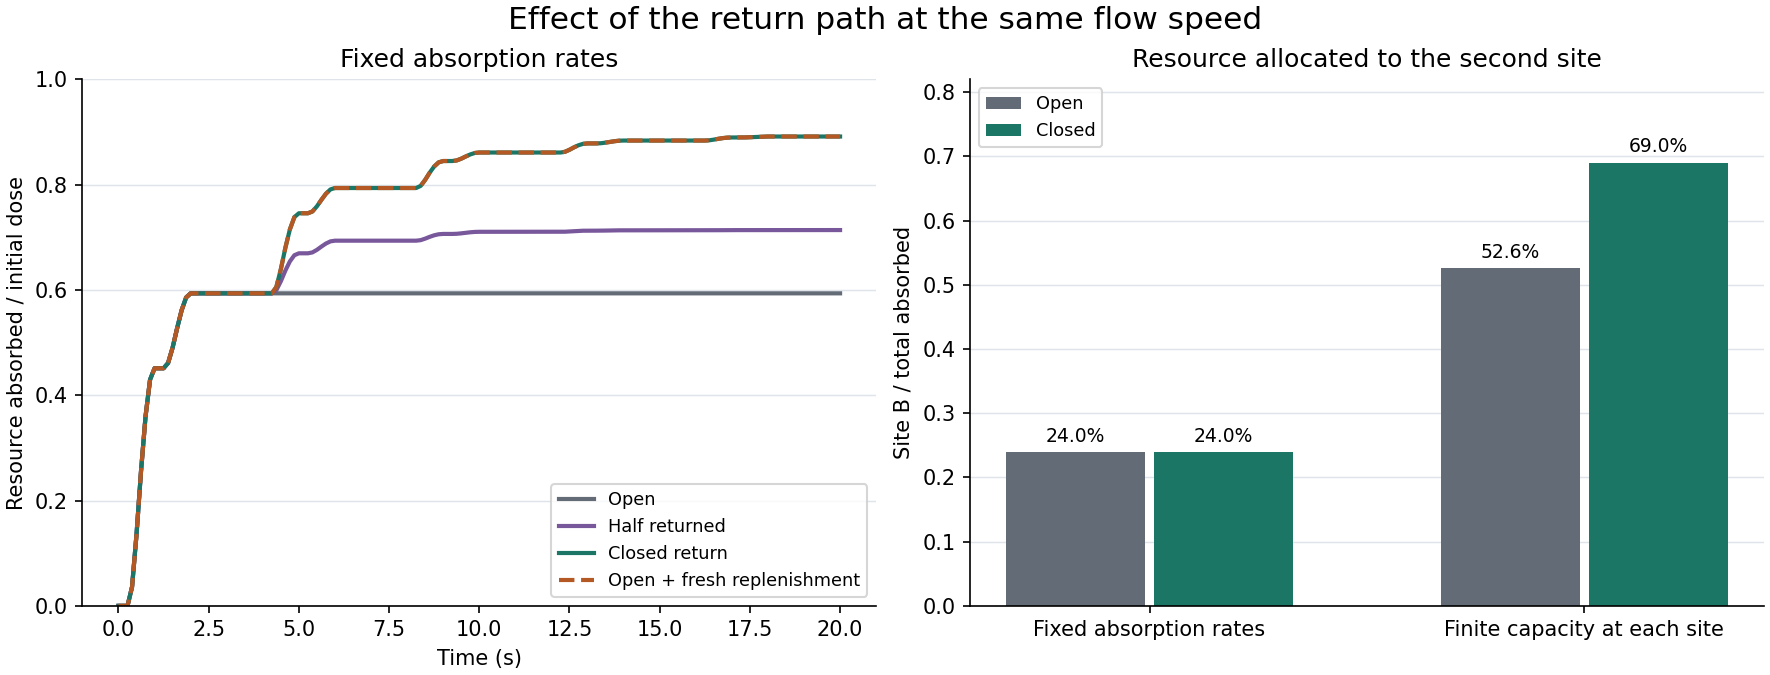 Effect of the return path at the same flow speed
Fixed absorption rates
Resource absorbed / initial dose
1.0
0.8
0.6
0.4
0.2
0.0
0.0 2.5 5.0 7.5 10.0 12.5 15.0 17.5 20.0
Time (s)
Open
Half returned
Closed return
Open + fresh replenishment
Resource allocated to the second site
Site B / total absorbed
0.8
0.7
0.6
0.5
0.4
0.3
0.2
0.1
0.0
Open
Closed
24.0% 24.0%
52.6%
69.0%
Fixed absorption rates Finite capacity at each site